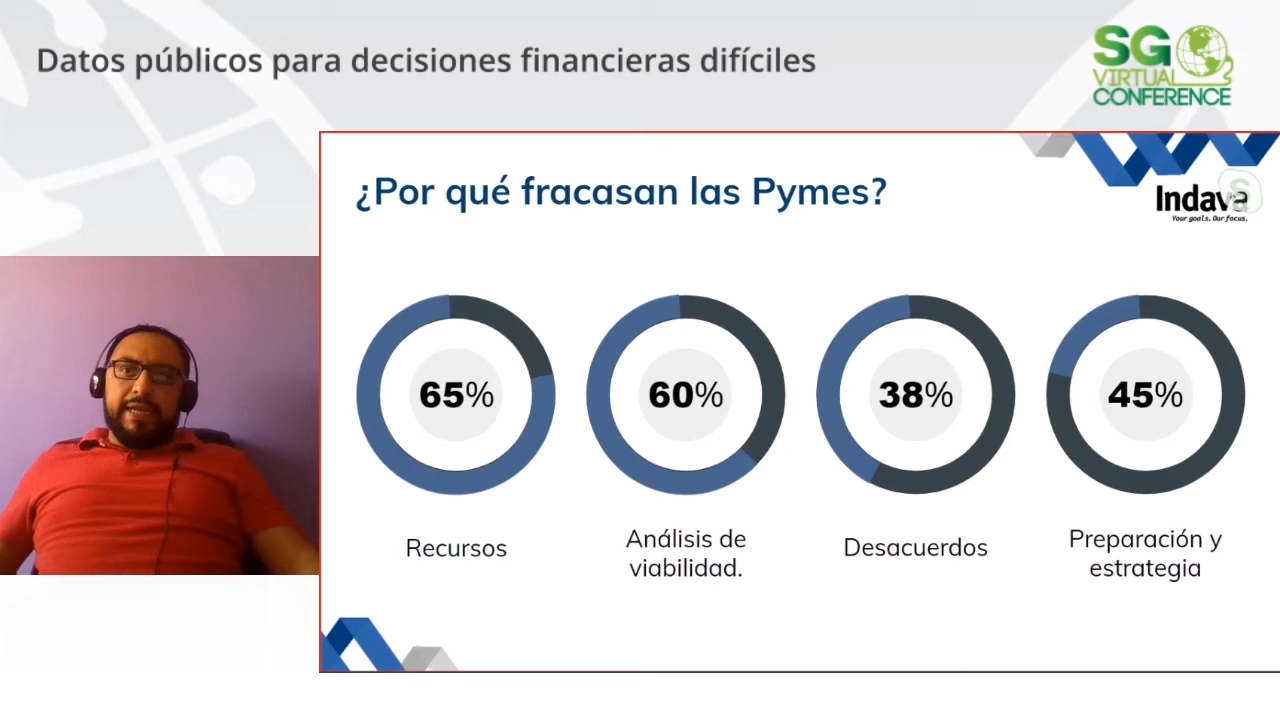 Datos públicos para decisiones financieras difíciles
SG
VIRTUAL
CONFERENCE
¿Por qué fracasan las Pymes?
Indava
Your goals. Our focus.
65%
60%
38%
45%
Recursos
Análisis de
viabilidad.
Desacuerdos
Preparación y
estrategia